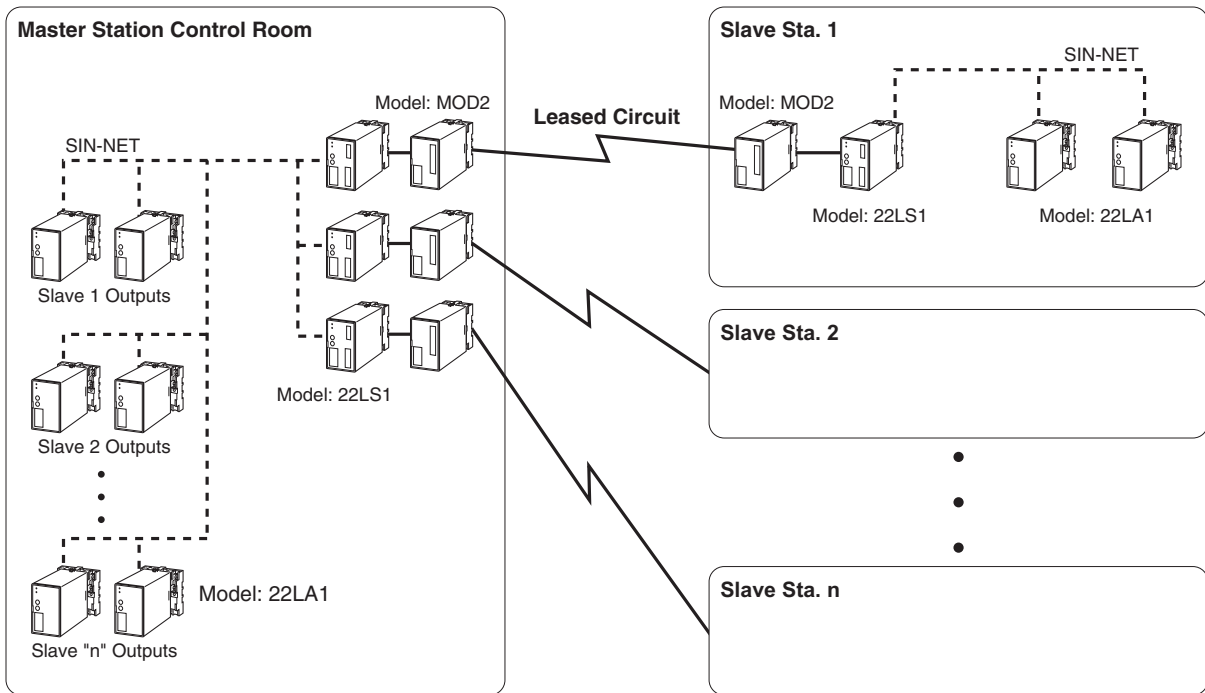 Master Station Control Room
Model: MOD2
SIN-NET
Slave 1 Outputs
Model: 22LS1
Slave 2 Outputs
Model: 22LA1
Slave "n" Outputs
Leased Circuit
Slave Sta. 1
SIN-NET
Model: MOD2
Model: 22LS1
Model: 22LA1
Slave Sta. 2
Slave Sta. n